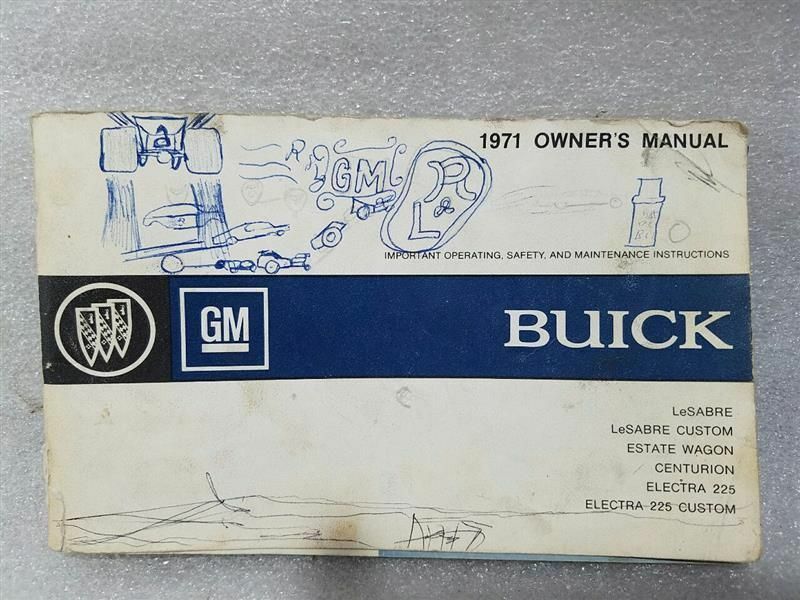 1971 OWNER'S MANUAL
R
GM
R
L
IMPORTANT OPERATING, SAFETY, AND MAINTENANCE INSTRUCTIONS
GM
BUICK
LeSABRE
LeSABRE CUSTOM
ESTATE WAGON
CENTURION
ELECTRA 225
ELECTRA 225 CUSTOM